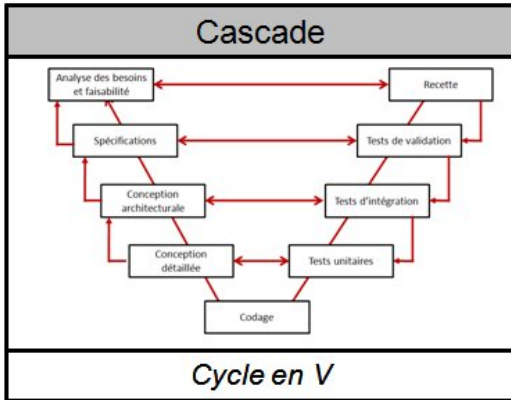 Cascade
Analyse des besoins
et faisabilité
Recette
Spécifications
Tests de validation
Conception
architecturale
Tests d'intégration
Conception
détaillée
Tests unitaires
Codage
Cycle en V